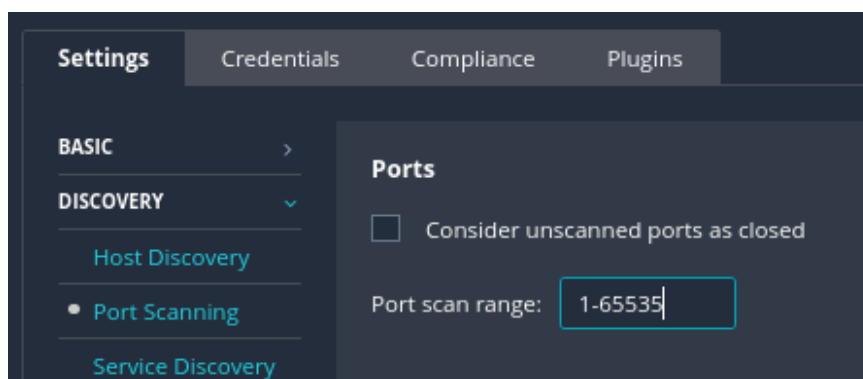 Settings Credentials Compliance Plugins
BASIC
Ports
DISCOVERY
Consider unscanned ports as closed
Host Discovery
Port scan range: 1-65535
Port Scanning
Service Discovery